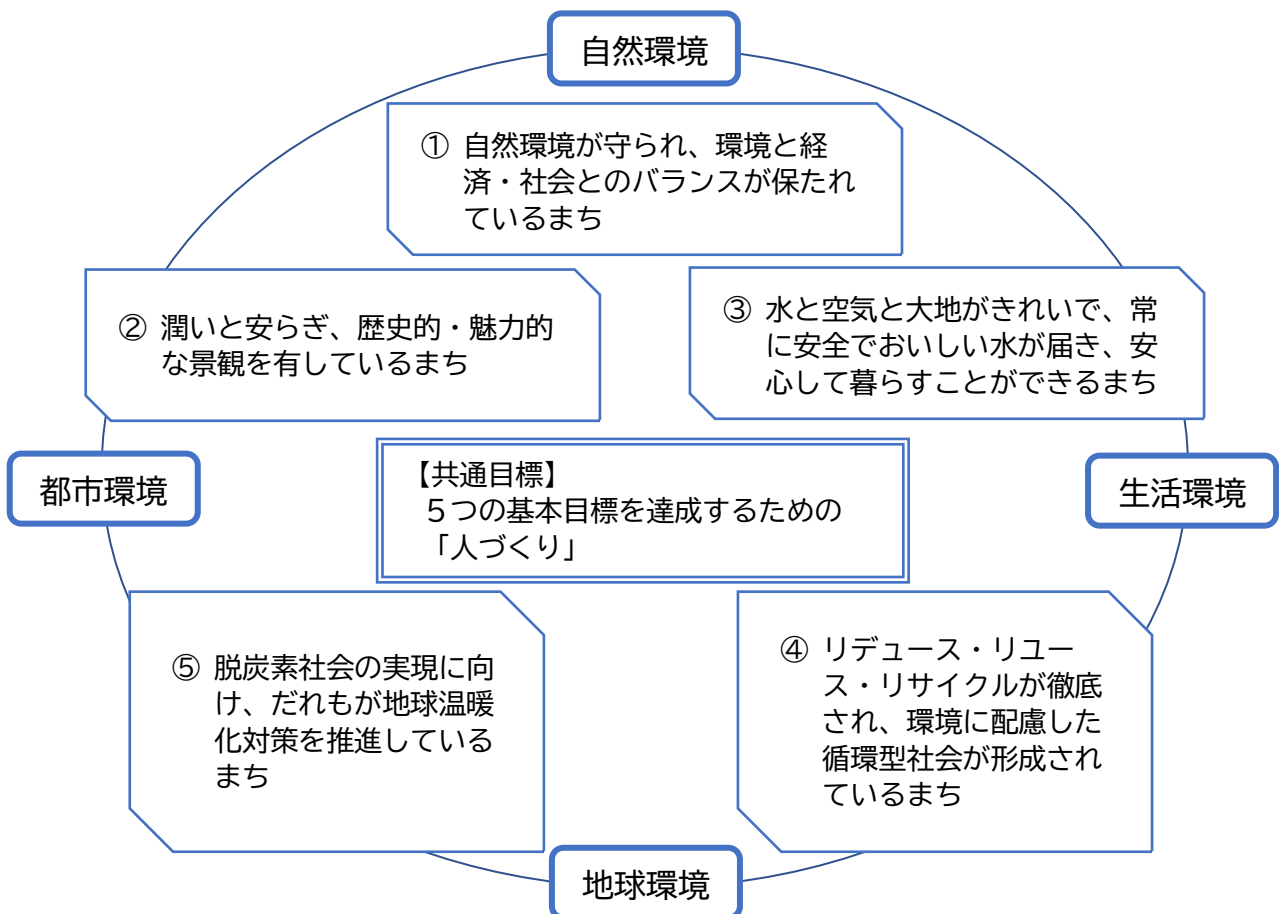 自然環境
① 自然環境が守られ、環境と経
済・社会とのバランスが保たれ
ているまち
② 潤いと安らぎ、歴史的・魅力的
な景観を有しているまち
③ 水と空気と大地がきれいで、常
に安全でおいしい水が届き、安
心して暮らすことができるまち
都市環境
【共通目標】
５つの基本目標を達成するための
「人づくり」
生活環境
⑤ 脱炭素社会の実現に向
け、だれもが地球温暖
化対策を推進している
まち
④ リデュース・リユー
ス・リサイクルが徹底
され、環境に配慮した
循環型社会が形成され
ているまち
地球環境